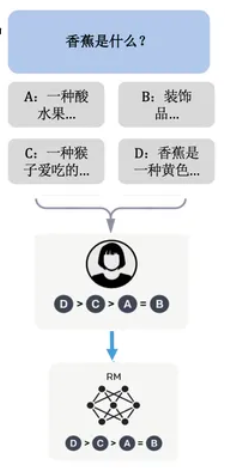 香蕉是什么？
A：一种酸
水果...
B：装饰
品...
C：一种猴
子爱吃的...
D：香蕉是
一种黄色...
D > C > A = B
RM
D > C > A = B